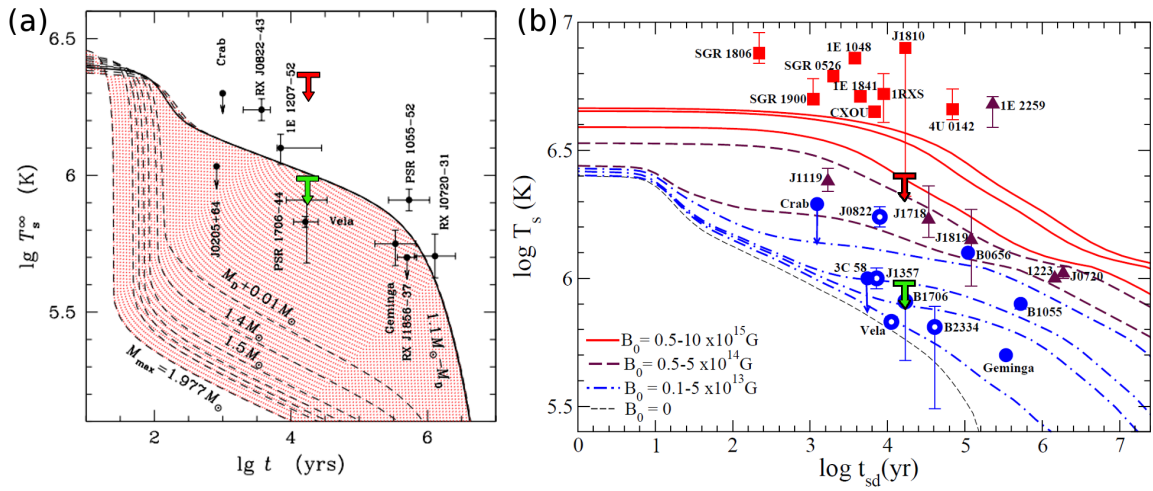 (a)
6.5
6
5.5
lg T_s^∞ (K)
2
4
6
lg t (yrs)
Crab
RX J0822-43
1E 1207-52
J0205+64
PSR 1706-44
Vela
PSR 1055-52
RX J0720-31
Geminga
RX J1856-37
M_D+0.01M_⊙
1.4M_⊙
1.5M_⊙
M_max=1.977M_⊙
1.1M_⊙-M_D
(b)
7
6.5
6
5.5
log T_s (K)
0
1
2
3
4
5
6
7
log t_sd(yr)
SGR 1806
1E 1048
J1810
SGR 0526
1E 1841
1RXS
SGR 1900
CXOU
4U 0142
1E 2259
J1119
Crab
J0822
J1718
J1819
B0656
3C 58
J1357
1223
J0720
B1706
Vela
B2334
B1055
Geminga
B_0= 0.5-10 x10^15G
B_0= 0.5-5 x10^14G
B_0 = 0.1-5 x10^13G
B_0 = 0